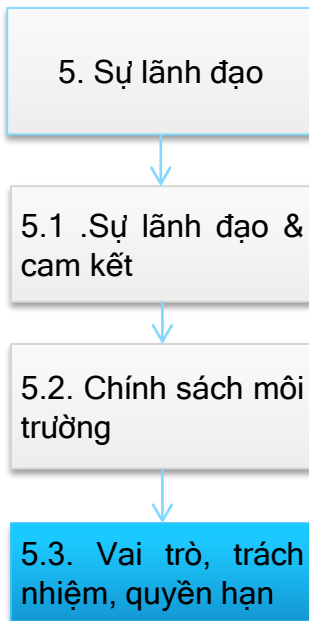 5. Sự lãnh đạo
5.1 .Sự lãnh đạo &
cam kết
5.2. Chính sách môi
trường
5.3. Vai trò, trách
nhiệm, quyền hạn